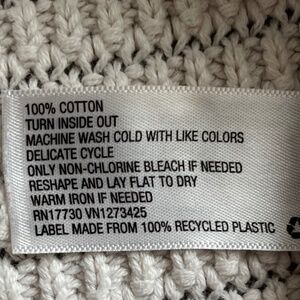 100% COTTON
TURN INSIDE OUT
MACHINE WASH COLD WITH LIKE COLORS
DELICATE CYCLE
ONLY NON-CHLORINE BLEACH IF NEEDED
RESHAPE AND LAY FLAT TO DRY
WARM IRON IF NEEDED
RN17730 VN1273425
LABEL MADE FROM 100% RECYCLED PLASTIC